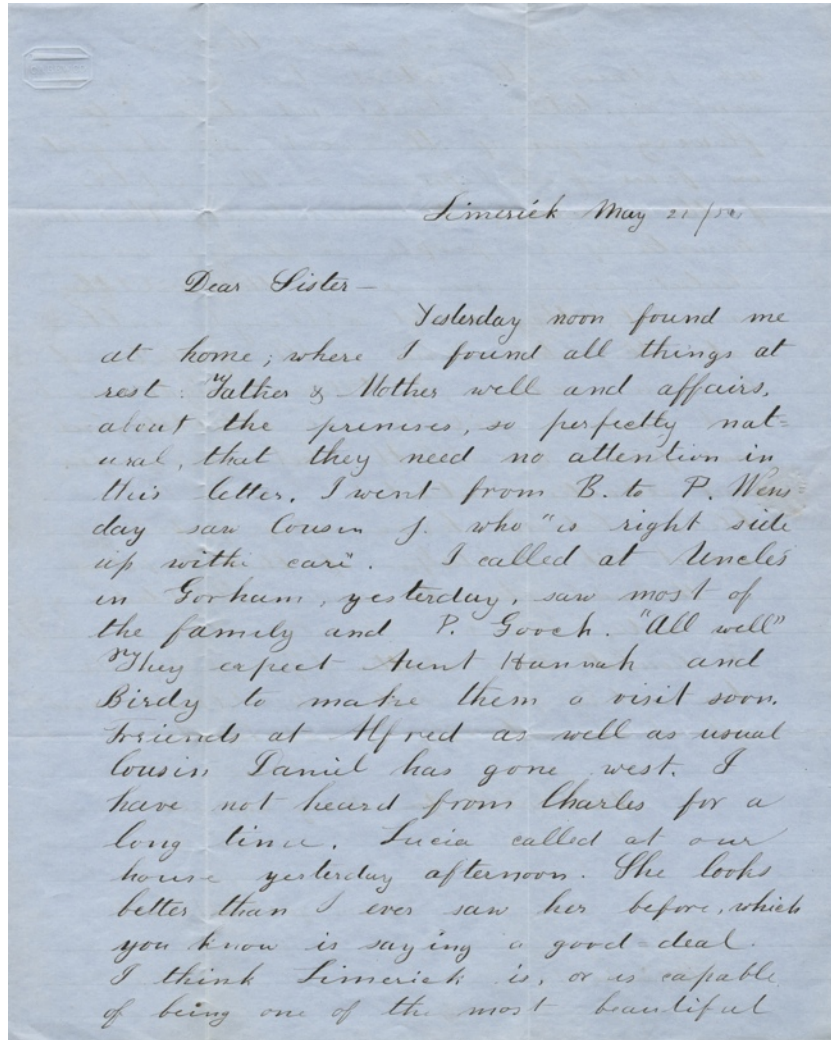 Limerick May 21
Dear Sister —
Yesterday noon found me
at home; where I found all things at
rest. Father & Mother well and affairs,
about the premises, so perfectly nat=
ural, that they need no attention in
this letter. I went from B. to P. Wens=
day saw Cousin J. who "is right side
up with care". I called at Uncles
in Gorham, yesterday, saw most of
the family and P. Gooch. "All well"
They expect Aunt Hannah and
Birdy to make them a visit soon.
Friends at Alfred as well as usual
Cousin Daniel has gone west. I
have not heard from Charles for a
long time. Lucia called at our
house yesterday afternoon. She looks
better than I ever saw her before, which
you know is saying a good=deal.
I think Limerick is, or is capable
of being one of the most beautiful